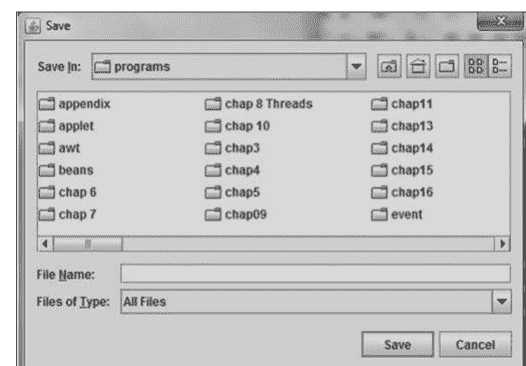 Save
Save In: programs
appendix chap 8 Threads chap11
applet chap 10 chap13
awt chap3 chap14
beans chap4 chap15
chap 6 chap5 chap16
chap 7 chap09 event
File Name:
Files of Type: All Files
Save Cancel